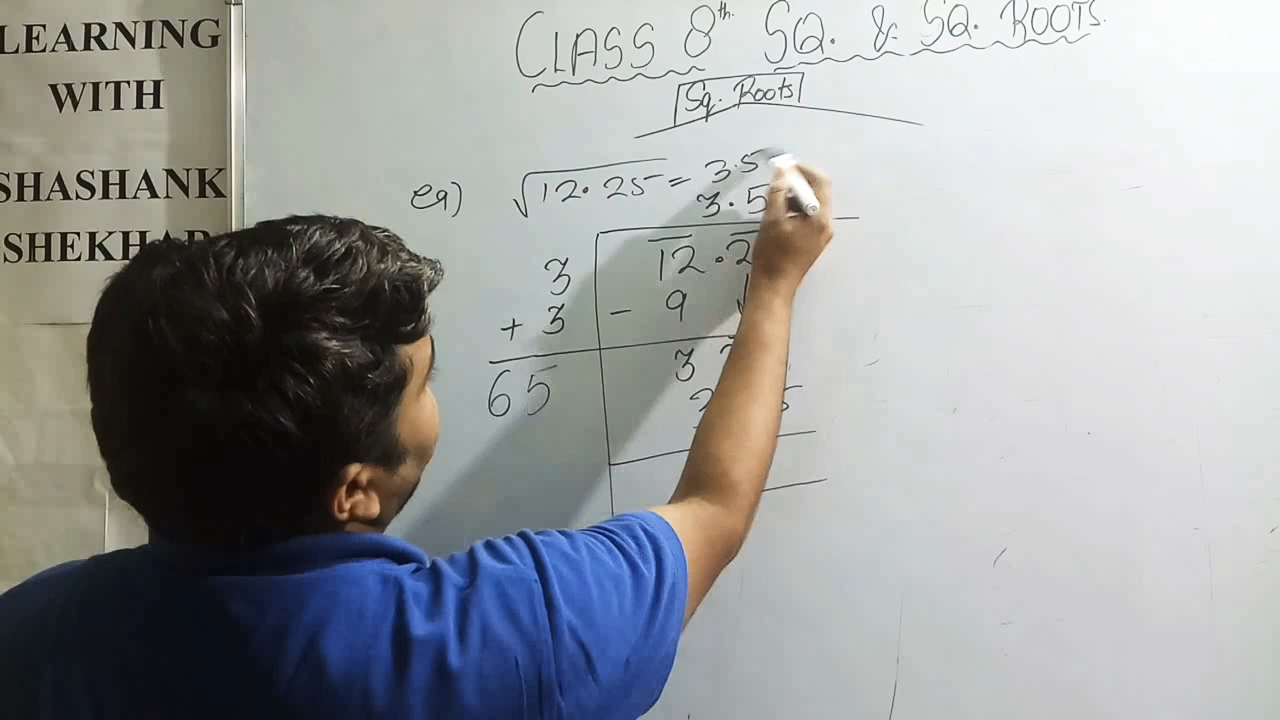 LEARNING
WITH
SHASHANK
CLASS 8th SQ. & SQ. ROOTS.
Sq. Roots
eg) √12.25 = 3.5
3.5
3 12.2
+ 3 - 9
65 3